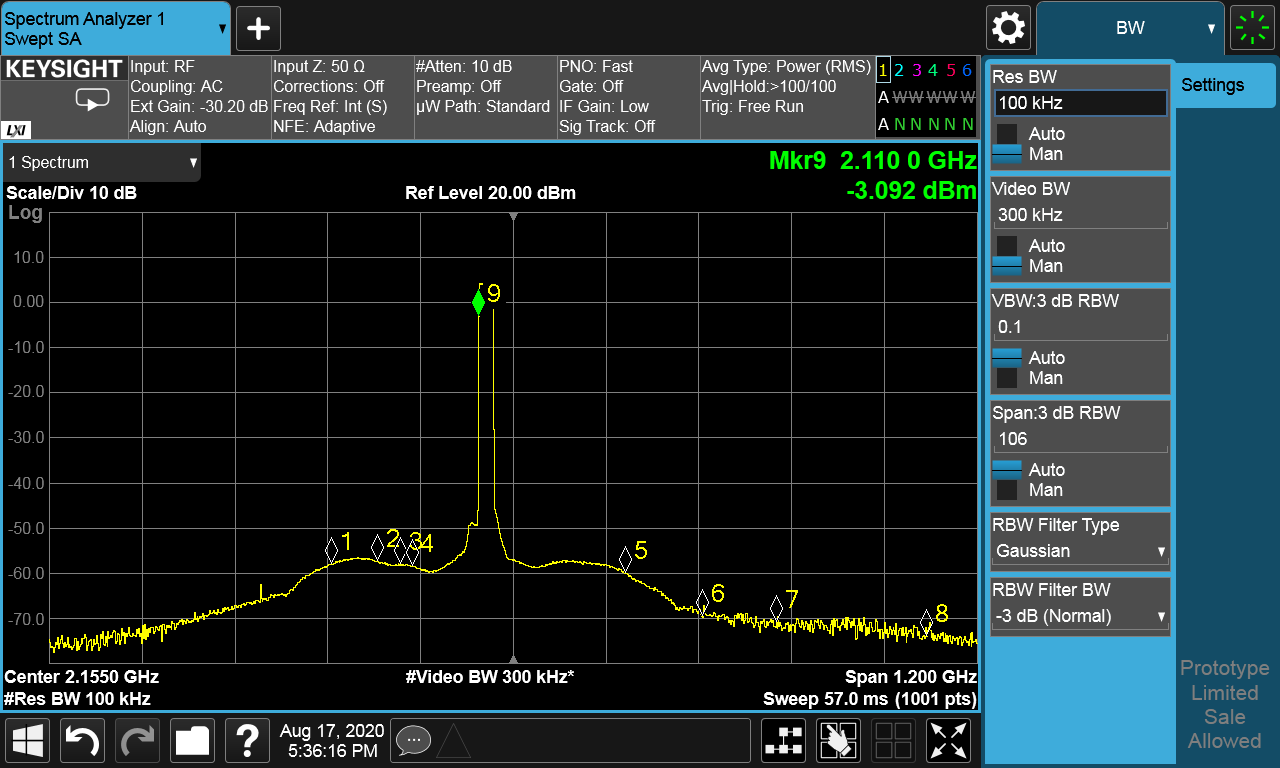 Spectrum Analyzer 1
Swept SA
BW
KEYSIGHT
LXI
Input: RF
Coupling: AC
Ext Gain: -30.20 dB
Align: Auto
Input Z: 50 Ω
Corrections: Off
Freq Ref: Int (S)
NFE: Adaptive
#Atten: 10 dB
Preamp: Off
µW Path: Standard
PNO: Fast
Gate: Off
IF Gain: Low
Sig Track: Off
Avg Type: Power (RMS)
Avg|Hold:>100/100
Trig: Free Run
1 2 3 4 5 6
A W W W W W
A N N N N N
1 Spectrum
Mkr9 2.110 0 GHz
-3.092 dBm
Scale/Div 10 dB
Ref Level 20.00 dBm
Log
10.0
0.00
-10.0
-20.0
-30.0
-40.0
-50.0
-60.0
-70.0
9
1
2
3
4
5
6
7
8
Center 2.1550 GHz
#Video BW 300 kHz*
Span 1.200 GHz
#Res BW 100 kHz
Sweep 57.0 ms (1001 pts)
Res BW
100 kHz
Auto
Man
Video BW
300 kHz
Auto
Man
VBW:3 dB RBW
0.1
Auto
Man
Span:3 dB RBW
106
Auto
Man
RBW Filter Type
Gaussian
RBW Filter BW
-3 dB (Normal)
Settings
Prototype
Limited
Sale
Allowed
?
Aug 17, 2020
5:36:16 PM